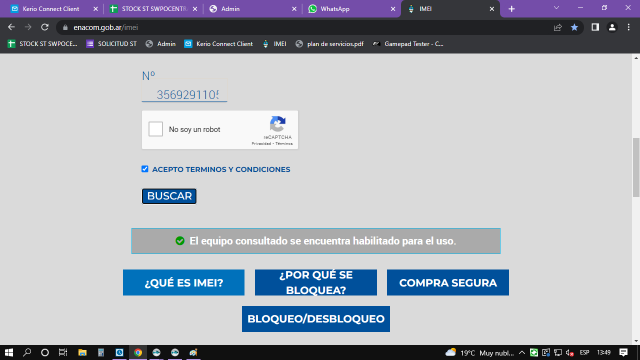 Kerio Connect Client
STOCK ST SWPOCENTR
Admin
WhatsApp
IMEI
enacom.gob.ar/imei
STOCK ST SWPOCE...
SOLICITUD ST
Admin
Kerio Connect Client
IMEI
plan de servicios.pdf
Gamepad Tester - C...
Nº
356929110
No soy un robot
reCAPTCHA
Privacidad - Términos
ACEPTO TERMINOS Y CONDICIONES
BUSCAR
El equipo consultado se encuentra habilitado para el uso.
¿QUÉ ES IMEI?
¿POR QUÉ SE
BLOQUEA?
COMPRA SEGURA
BLOQUEO/DESBLOQUEO
19°C Muy nubl...
ESP
13:49